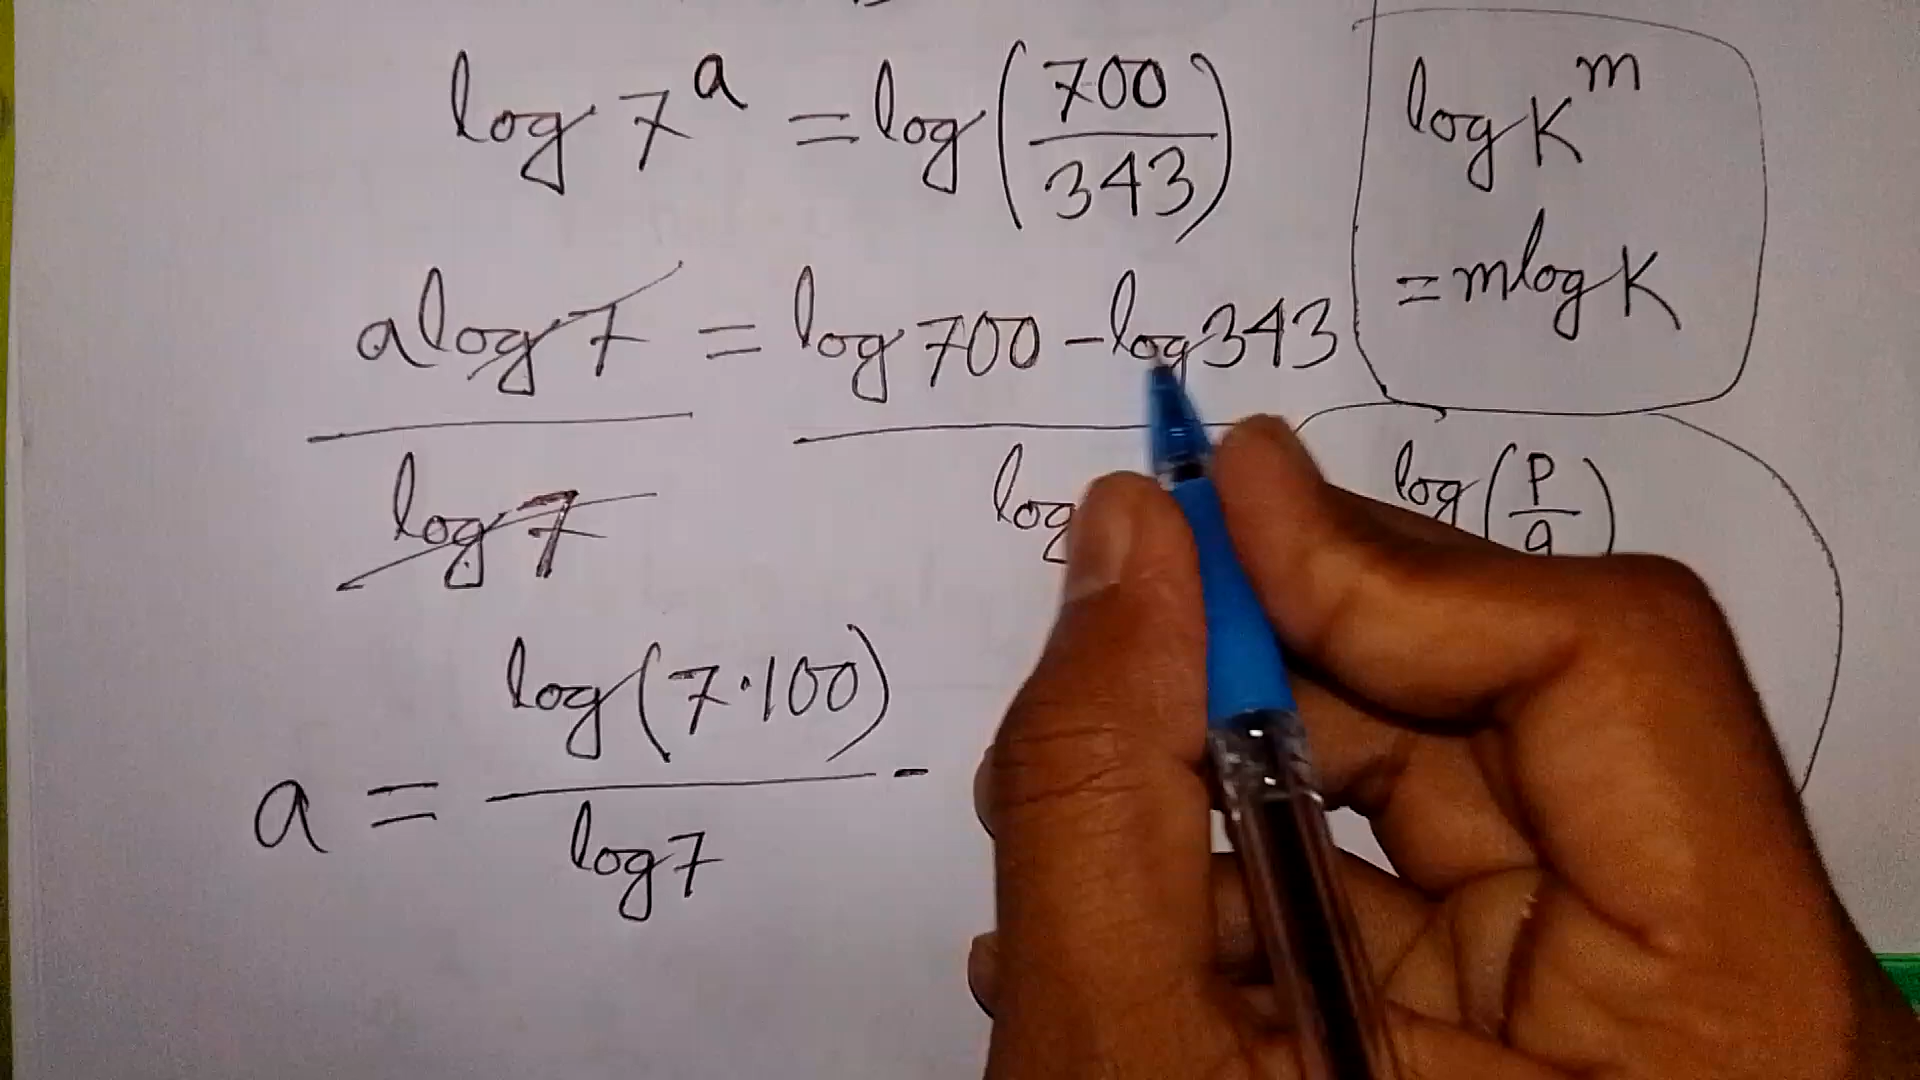 log 7^a = log(700/343)
a log 7 = log 700 - log 343
log 7 log
a = log(7·100)/log 7 -
log K^m
= m log K
log(P/q)